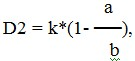 a
D2 = k*(1- ——),
b